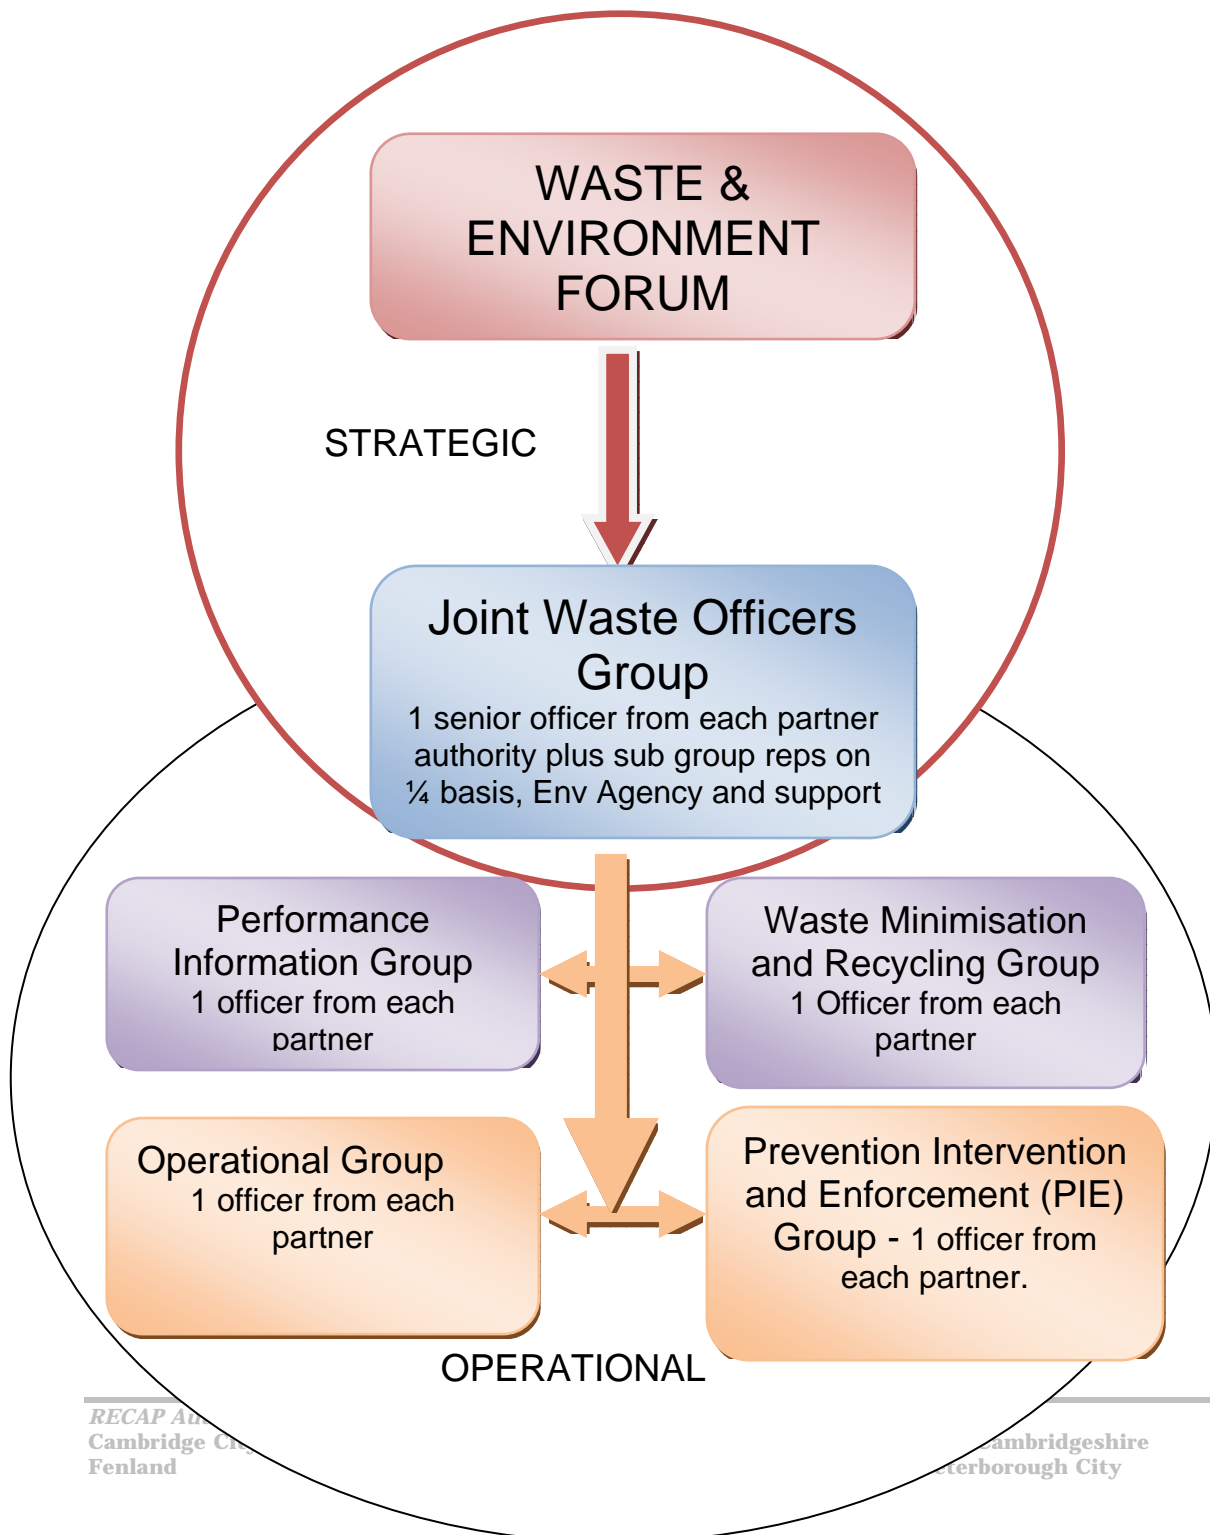 WASTE &
ENVIRONMENT
FORUM
STRATEGIC
Joint Waste Officers
Group
1 senior officer from each partner
authority plus sub group reps on
¼ basis, Env Agency and support
Performance
Information Group
1 officer from each
partner
Waste Minimisation
and Recycling Group
1 Officer from each
partner
Operational Group
1 officer from each
partner
Prevention Intervention
and Enforcement (PIE)
Group - 1 officer from
each partner.
OPERATIONAL
RECAP
Cambridge
Fenland
ambridgeshire
terborough City